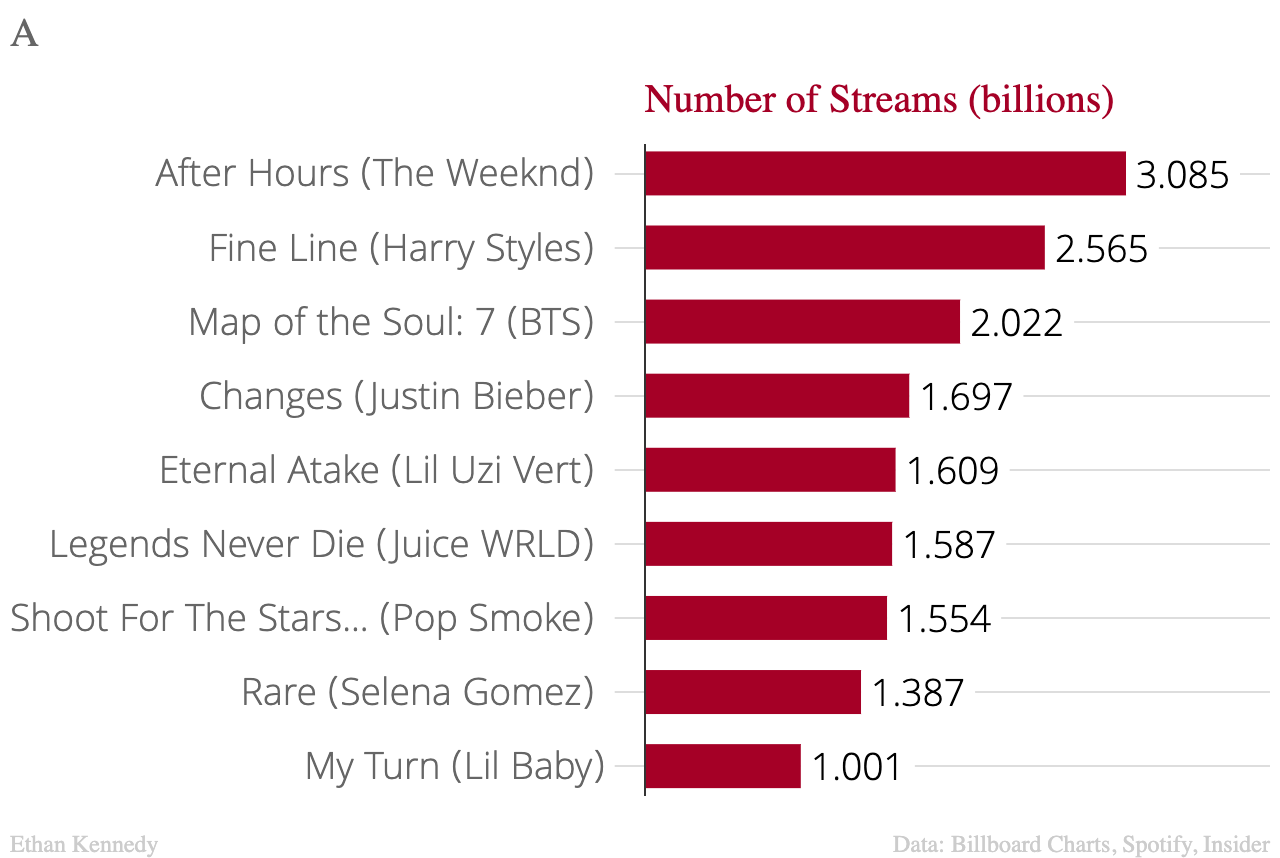 A
Number of Streams (billions)
After Hours (The Weeknd) 3.085
Fine Line (Harry Styles) 2.565
Map of the Soul: 7 (BTS) 2.022
Changes (Justin Bieber) 1.697
Eternal Atake (Lil Uzi Vert) 1.609
Legends Never Die (Juice WRLD) 1.587
Shoot For The Stars... (Pop Smoke) 1.554
Rare (Selena Gomez) 1.387
My Turn (Lil Baby) 1.001
Ethan Kennedy Data: Billboard Charts, Spotify, Insider